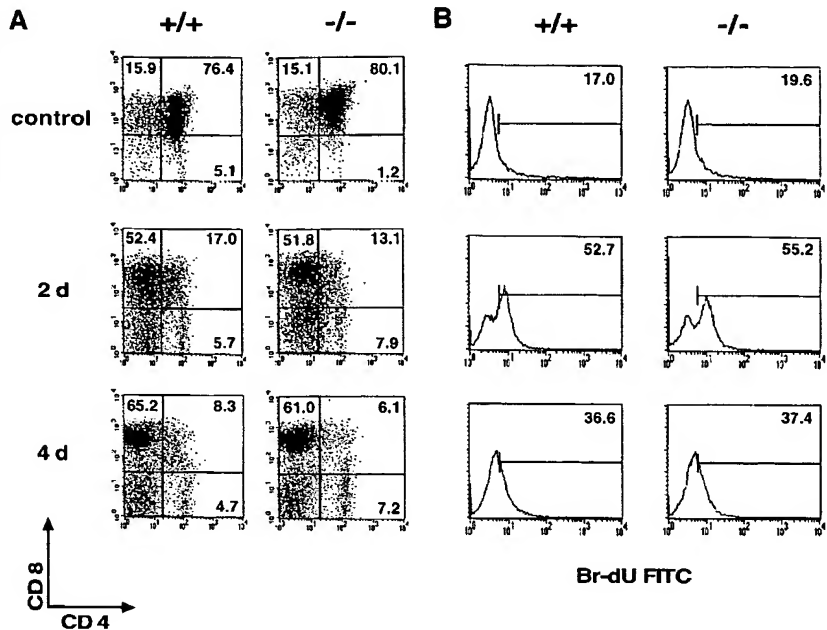 A
+/+
-/-
B
+/+
-/-
control
15.9 76.4
5.1
15.1 80.1
1.2
17.0
19.6
2 d
52.4 17.0
5.7
51.8 13.1
7.9
52.7
55.2
4 d
65.2 8.3
4.7
61.0 6.1
7.2
36.6
37.4
CD 8
CD 4
Br-dU FITC